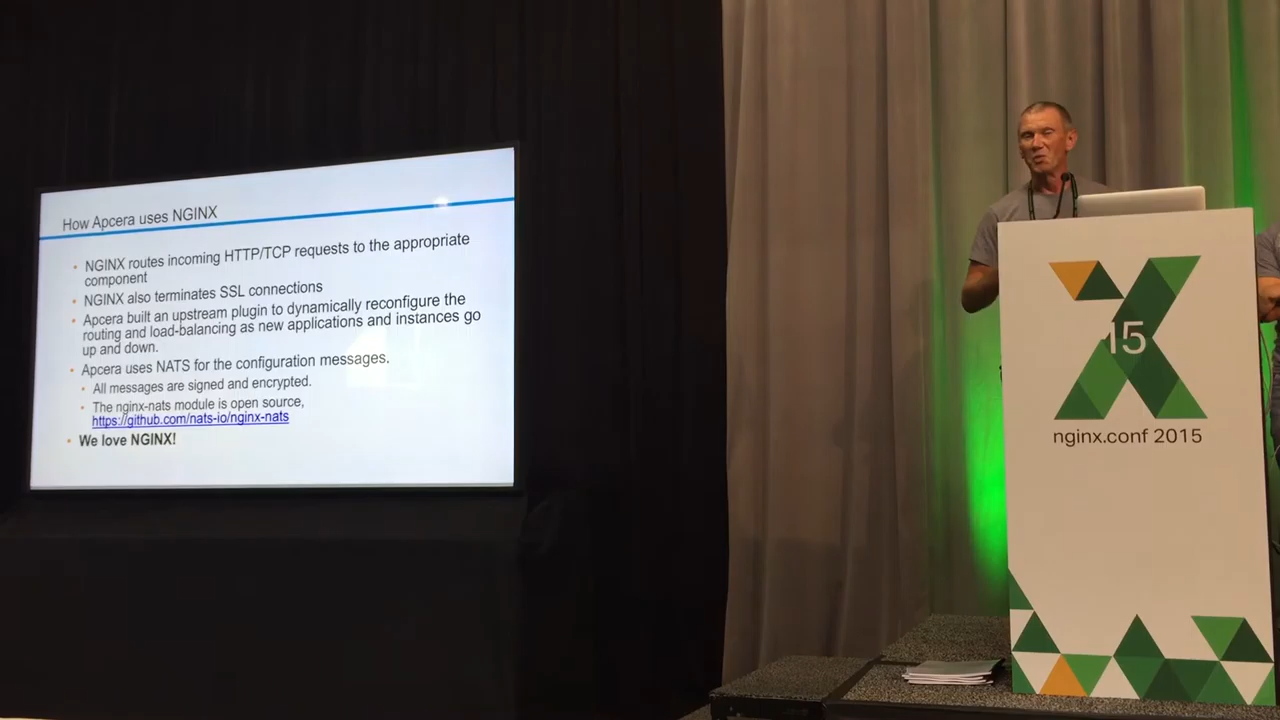 How Apcera uses NGINX
NGINX routes incoming HTTP/TCP requests to the appropriate
component
NGINX also terminates SSL connections
Apcera built an upstream plugin to dynamically reconfigure the
routing and load-balancing as new applications and instances go
up and down.
Apcera uses NATS for the configuration messages.
All messages are signed and encrypted.
The nginx-nats module is open source,
https://github.com/nats-io/nginx-nats
We love NGINX!
15
nginx.conf 2015